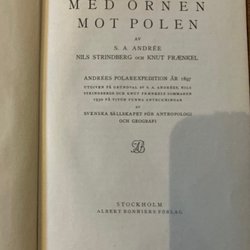 MED ÖRNEN
MOT POLEN
AV
S. A. ANDRÉE
NILS STRINDBERG OCH KNUT FRÆNKEL
ANDRÉES POLAREXPEDITION ÅR 1897
UTGIVEN PÅ GRUNDVAL AV S. A. ANDRÉES, NILS
STRINDBERGS OCH KNUT FRÆNKELS SOMMAREN
1930 PÅ VITÖN FUNNA ANTECKNINGAR
AV
SVENSKA SÄLLSKAPET FÖR ANTROPOLOGI
OCH GEOGRAFI
STOCKHOLM
ALBERT BONNIERS FÖRLAG